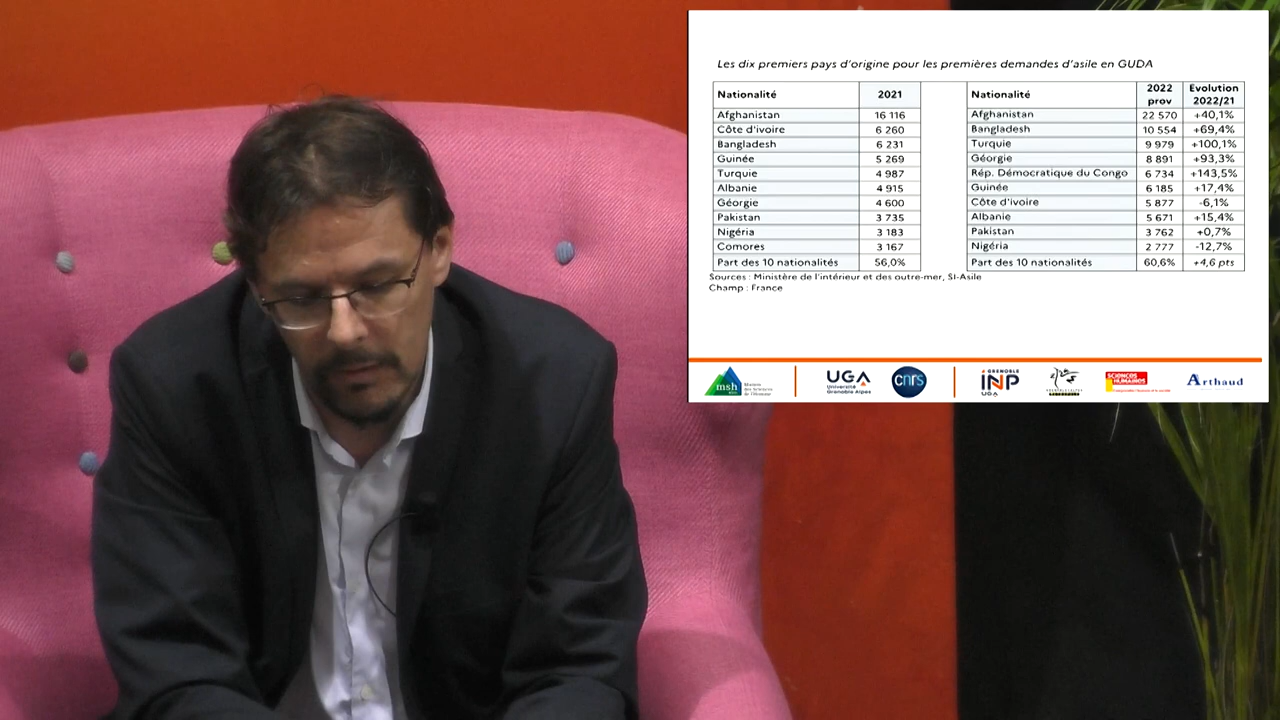 Les dix premiers pays d'origine pour les premières demandes d'asile en GUDA
Nationalité 2021
Afghanistan 16 116
Côte d'ivoire 6 260
Bangladesh 6 231
Guinée 5 269
Turquie 4 987
Albanie 4 915
Géorgie 4 600
Pakistan 3 735
Nigéria 3 183
Comores 3 167
Part des 10 nationalités 56,0%
Nationalité 2022 prov Evolution 2022/21
Afghanistan 22 570 +40,1%
Bangladesh 10 554 +69,4%
Turquie 9 979 +100,1%
Géorgie 8 891 +93,3%
Rép. Démocratique du Congo 6 734 +143,5%
Guinée 6 185 +17,4%
Côte d'ivoire 5 877 -6,1%
Albanie 5 671 +15,4%
Pakistan 3 762 +0,7%
Nigéria 2 777 -12,7%
Part des 10 nationalités 60,6% +4,6 pts
Sources : Ministère de l'intérieur et des outre-mer, SI-Asile
Champ : France
msh
Maison
des Sciences
de l'Homme
UGA
Université
Grenoble Alpes
cnrs
GRENOBLE
INP
UGA
SCIENCES
HUMAINES
Arthaud